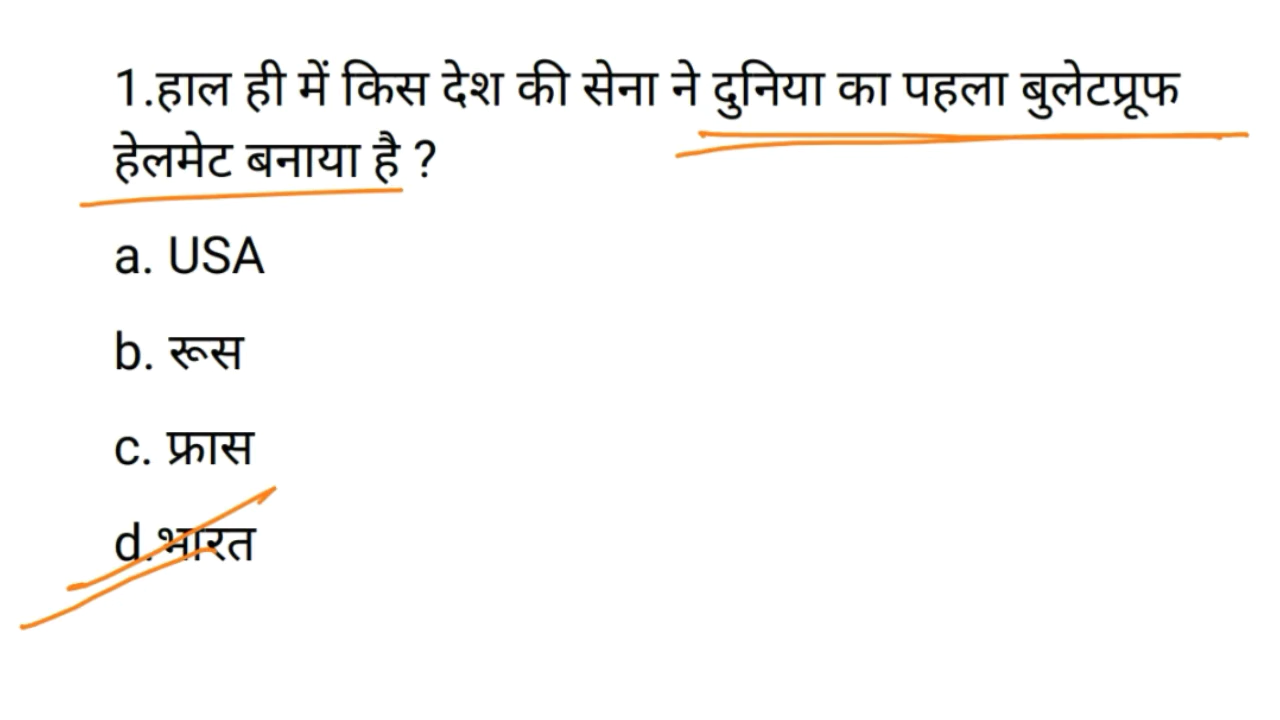 1.हाल ही में किस देश की सेना ने दुनिया का पहला बुलेटप्रूफ
हेलमेट बनाया है ?
a. USA
b. रूस
c. फ्रास
d.भारत